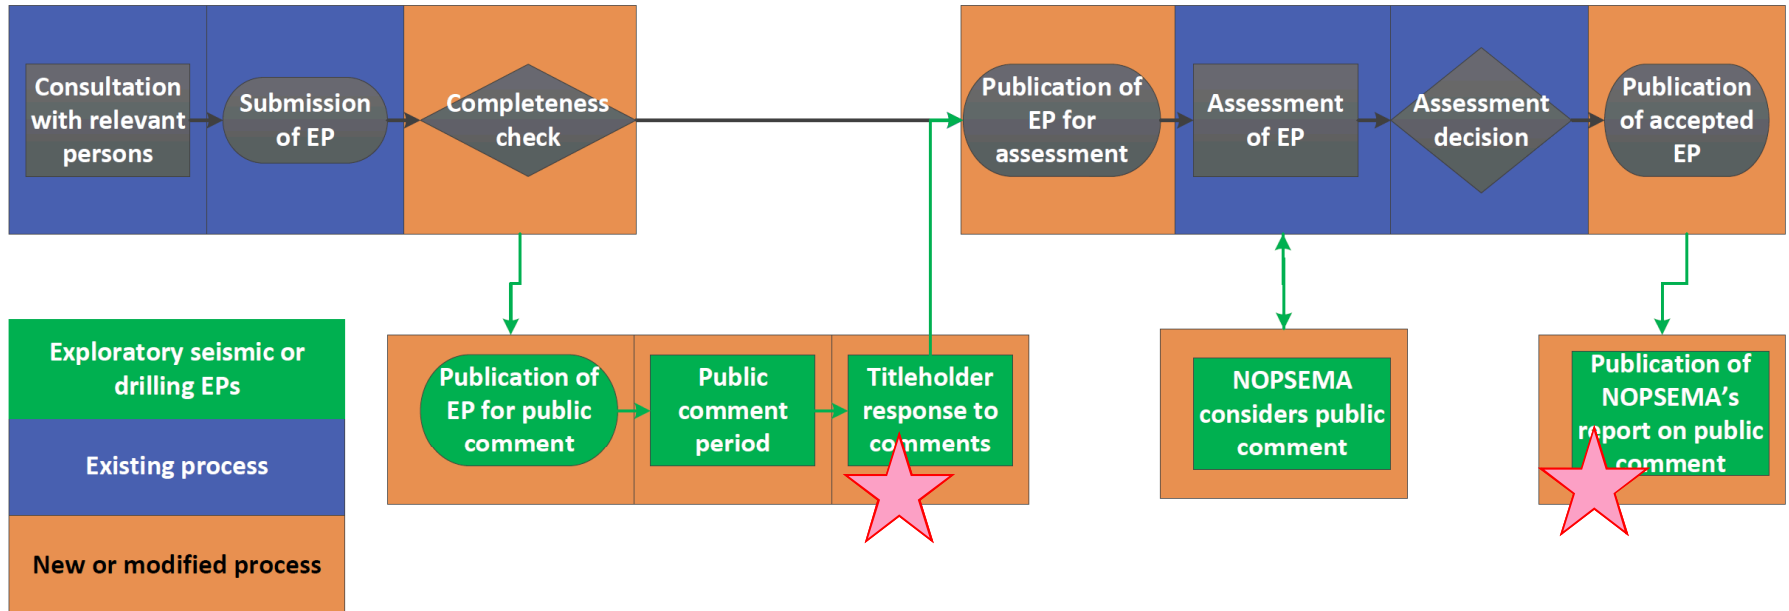 Consultation
with relevant
persons
Submission
of EP
Completeness
check
Publication of
EP for
assessment
Assessment
of EP
Assessment
decision
Publication
of accepted
EP
Exploratory seismic or
drilling EPs
Existing process
New or modified process
Publication of
EP for public
comment
Public
comment
period
Titleholder
response to
comments
NOPSEMA
considers public
comment
Publication of
NOPSEMA's
report on public
comment